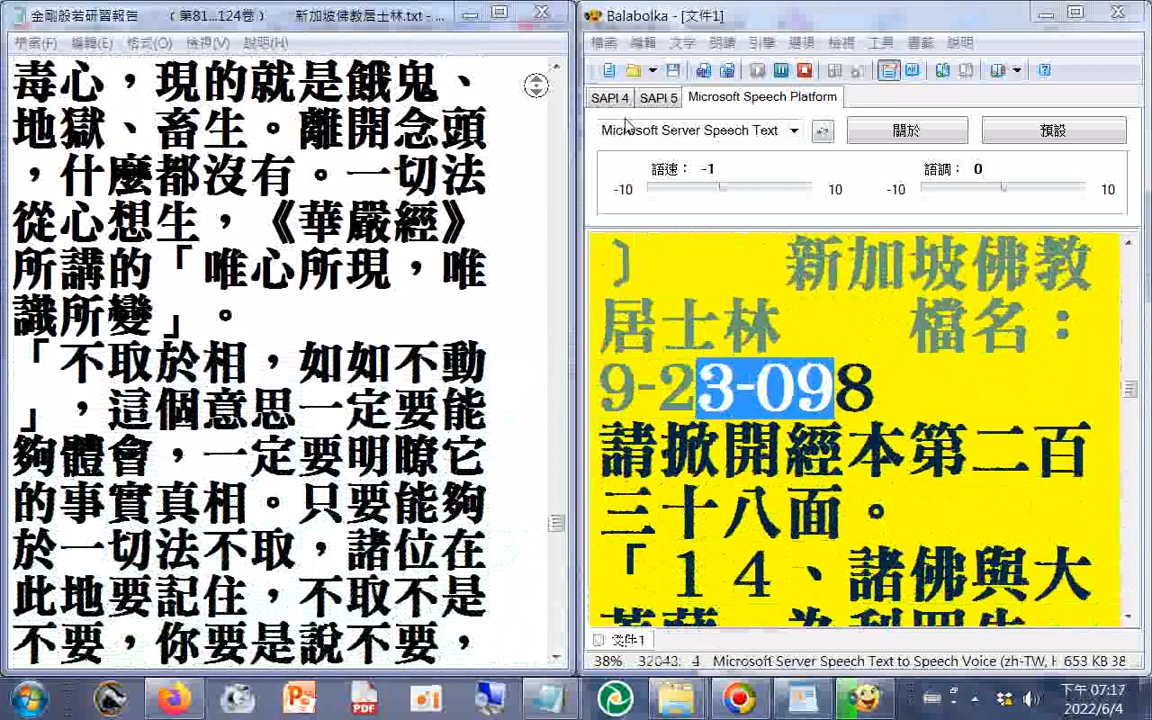 金剛般若研習報告 （第81...124卷） 新加坡佛教居士林.txt - ...
檔案(F) 編輯(E) 格式(O) 檢視(V) 說明(H)
毒心，現的就是餓鬼、
地獄、畜生。離開念頭
，什麼都沒有。一切法
從心想生，《華嚴經》
所講的「唯心所現，唯
識所變」。
「不取於相，如如不動
」，這個意思一定要能
夠體會，一定要明瞭它
的事實真相。只要能夠
於一切法不取，諸位在
此地要記住，不取不是
不要，你要是說不要，
Balabolka - [文件1]
檔案 編輯 文字 朗讀 引擎 選項 檢視 工具 書籤 說明
SAPI 4 SAPI 5 Microsoft Speech Platform
Microsoft Server Speech Text
關於 預設
語速： -1 語調： 0
-10 10 -10 10
〕 新加坡佛教
居士林 檔名：
9-23-098
請掀開經本第二百
三十八面。
「１４、諸佛與大
菩薩，為利眾生
文件1
38% 32043: 4 Microsoft Server Speech Text to Speech Voice (zh-TW, H 653 KB 38
下午 07:17
2022/6/4